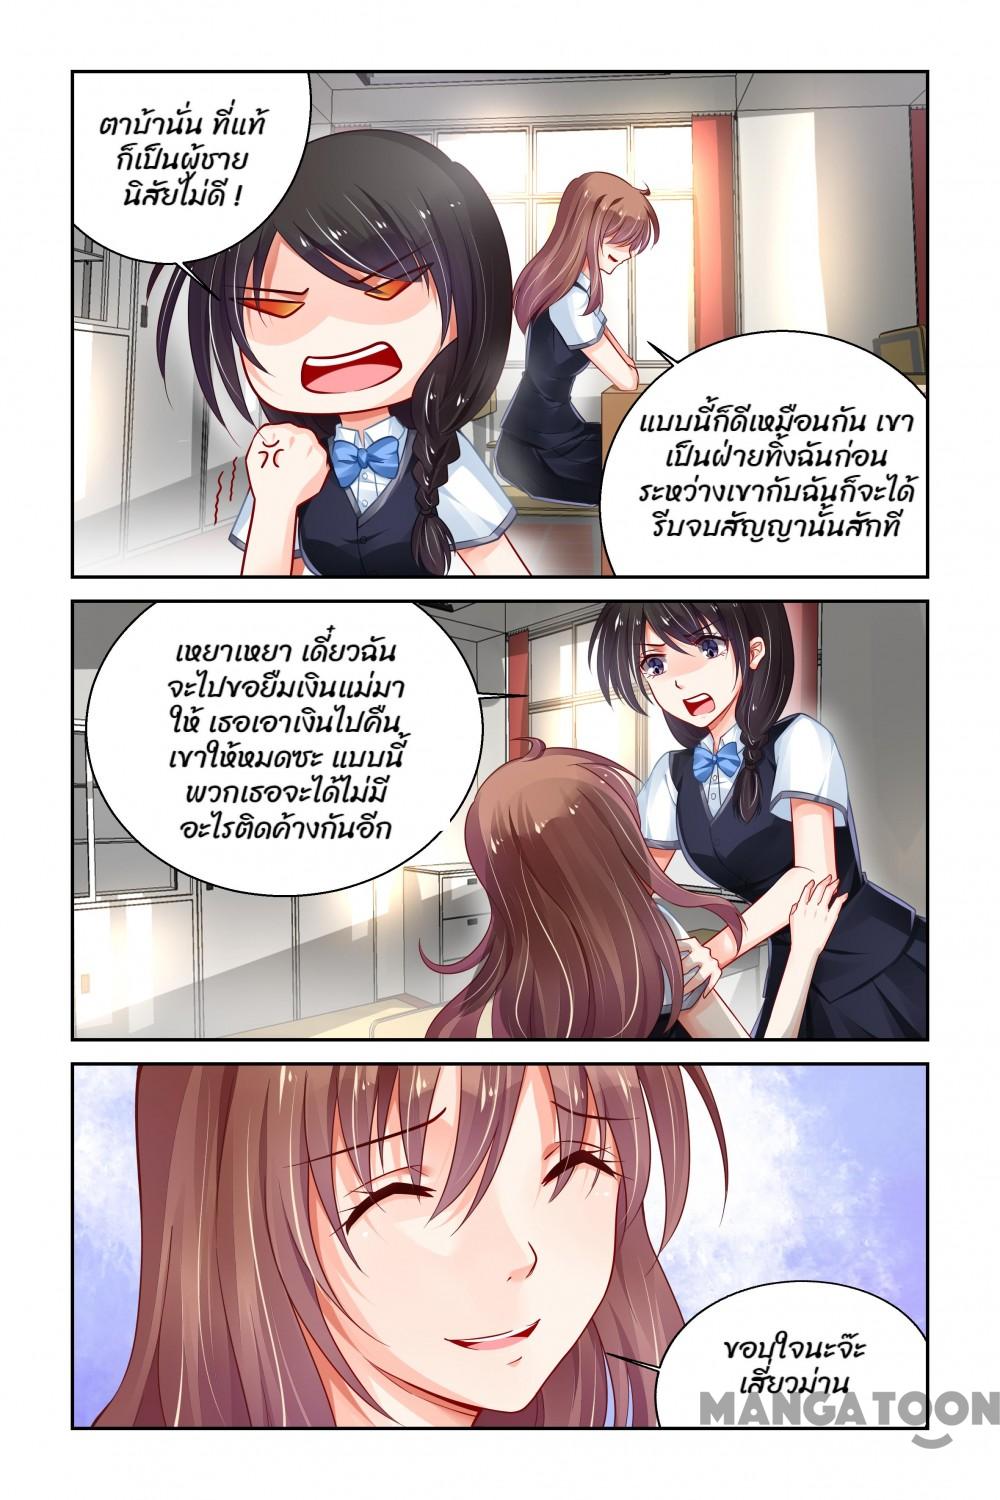 ตาบ้านั่น ที่แท้
ก็เป็นผู้ชาย
นิสัยไม่ดี !
แบบนี้ก็ดีเหมือนกัน เขา
เป็นฝ่ายทิ้งฉันก่อน
ระหว่างเขากับฉันก็จะได้
รีบจบสัญญานั้นสักที
เหยาเหยา เดี๋ยวฉัน
จะไปขอยืมเงินแม่มา
ให้ เธอเอาเงินไปคืน
เขาให้หมดซะ แบบนี้
พวกเธอจะได้ไม่มี
อะไรติดค้างกันอีก
ขอบใจนะจ๊ะ
เสี่ยวม่าน
MANGATOON